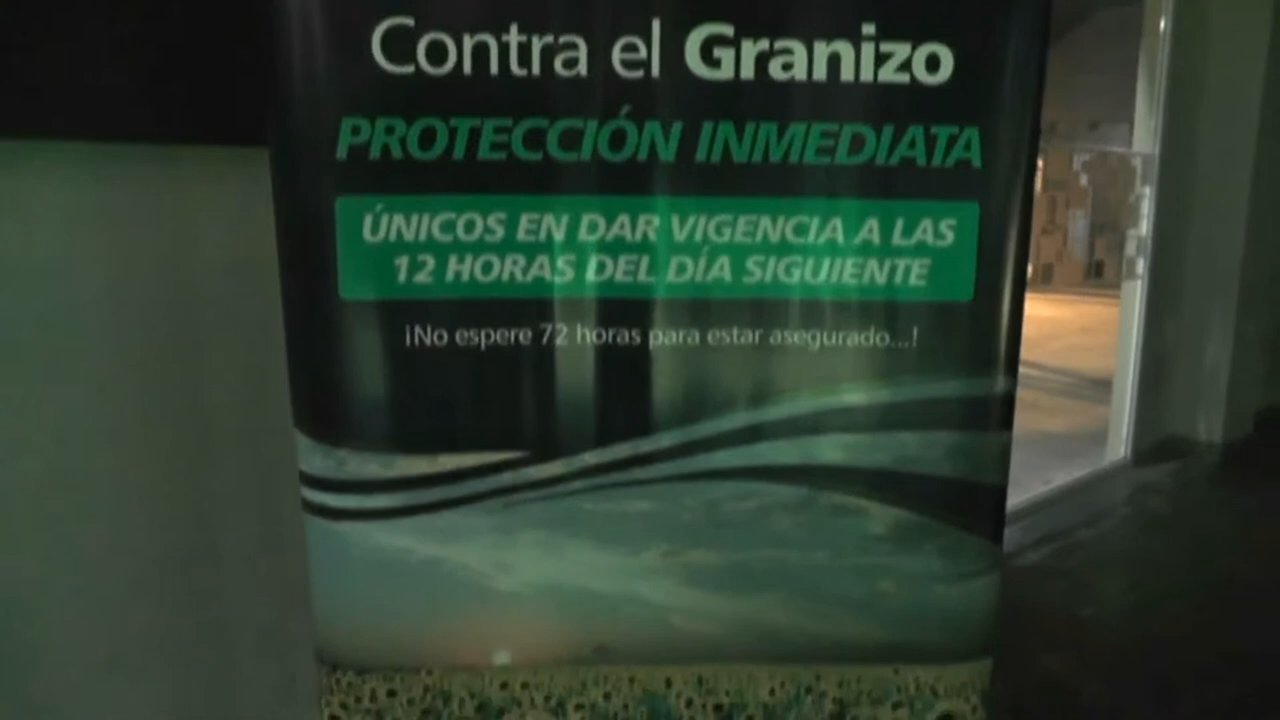 Contra el Granizo
PROTECCIÓN INMEDIATA
ÚNICOS EN DAR VIGENCIA A LAS
12 HORAS DEL DÍA SIGUIENTE
¡No espere 72 horas para estar asegurado...!